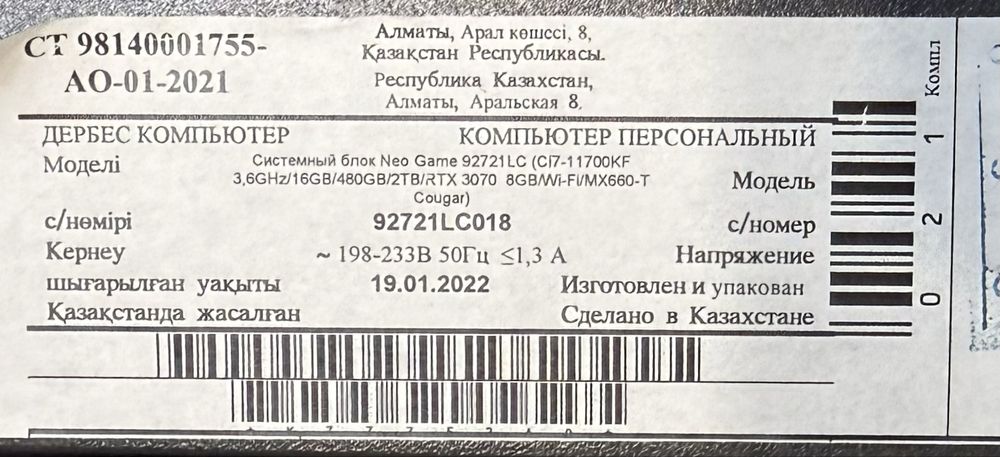 СТ 98140001755-
АО-01-2021
Алматы, Арал көшесі, 8,
Қазақстан Республикасы.
Республика Казахстан,
Алматы, Аральская 8.
ДЕРБЕС КОМПЬЮТЕР КОМПЬЮТЕР ПЕРСОНАЛЬНЫЙ
Моделі Системный блок Neo Game 92721LC (Ci7-11700KF
3,6GHz/16GB/480GB/2TB/RTX 3070 8GB/Wi-Fi/MX660-T
Cougar) Модель
с/нөмірі 92721LC018 с/номер
Кернеу ~ 198-233В 50Гц ≤1,3 А Напряжение
шығарылған уақыты 19.01.2022 Изготовлен и упакован
Қазақстанда жасалған Сделано в Казахстане
Компл
0 2 1